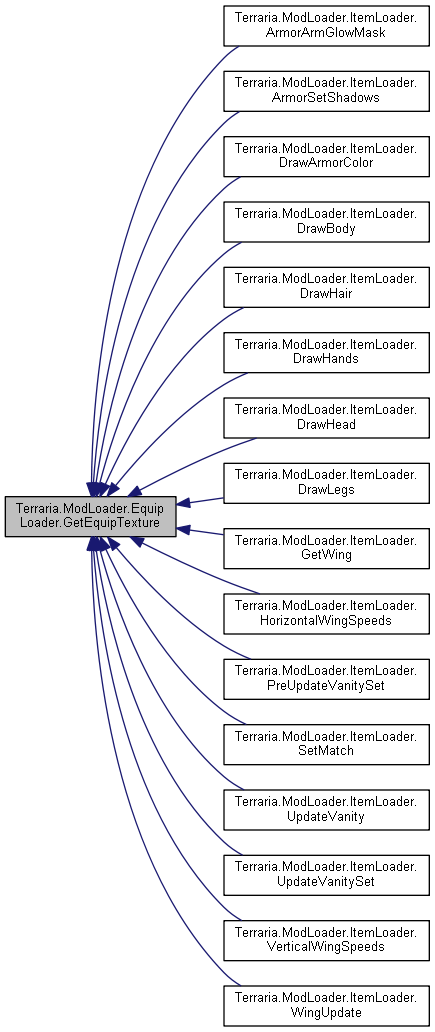 Terraria.ModLoader.ItemLoader.
ArmorArmGlowMask
Terraria.ModLoader.ItemLoader.
ArmorSetShadows
Terraria.ModLoader.ItemLoader.
DrawArmorColor
Terraria.ModLoader.ItemLoader.
DrawBody
Terraria.ModLoader.ItemLoader.
DrawHair
Terraria.ModLoader.ItemLoader.
DrawHands
Terraria.ModLoader.ItemLoader.
DrawHead
Terraria.ModLoader.ItemLoader.
DrawLegs
Terraria.ModLoader.Equip
Loader.GetEquipTexture
Terraria.ModLoader.ItemLoader.
GetWing
Terraria.ModLoader.ItemLoader.
HorizontalWingSpeeds
Terraria.ModLoader.ItemLoader.
PreUpdateVanitySet
Terraria.ModLoader.ItemLoader.
SetMatch
Terraria.ModLoader.ItemLoader.
UpdateVanity
Terraria.ModLoader.ItemLoader.
UpdateVanitySet
Terraria.ModLoader.ItemLoader.
VerticalWingSpeeds
Terraria.ModLoader.ItemLoader.
WingUpdate